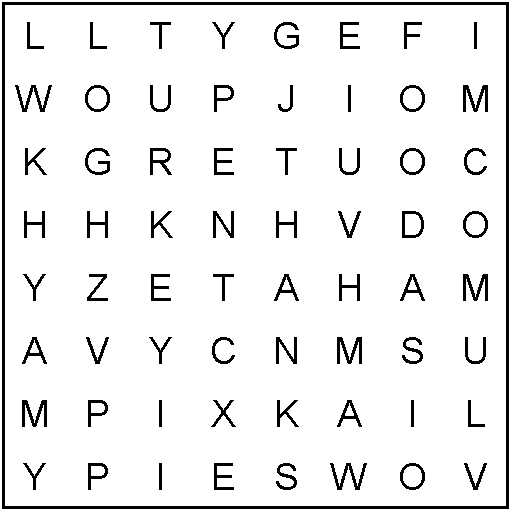 L L T Y G E F I
W O U P J I O M
K G R E T U O C
H H K N H V D O
Y Z E T A H A M
A V Y C N M S U
M P I X K A I L
Y P I E S W O V